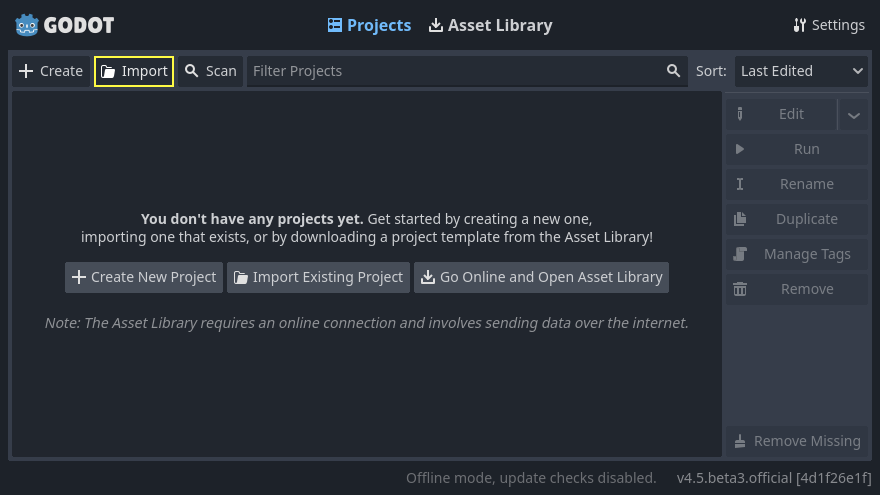 GODOT
Projects
Asset Library
Settings
Create
Import
Scan
Filter Projects
Sort:
Last Edited
Edit
Run
Rename
Duplicate
Manage Tags
Remove
You don't have any projects yet. Get started by creating a new one,
importing one that exists, or by downloading a project template from the Asset Library!
Create New Project
Import Existing Project
Go Online and Open Asset Library
Note: The Asset Library requires an online connection and involves sending data over the internet.
Remove Missing
Offline mode, update checks disabled.
v4.5.beta3.official [4d1f26e1f]